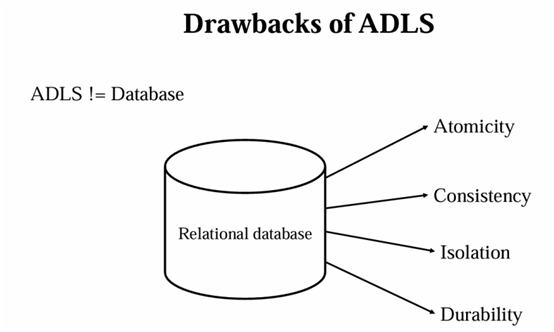 Drawbacks of ADLS
ADLS != Database
Atomicity
Consistency
Relational database
Isolation
Durability